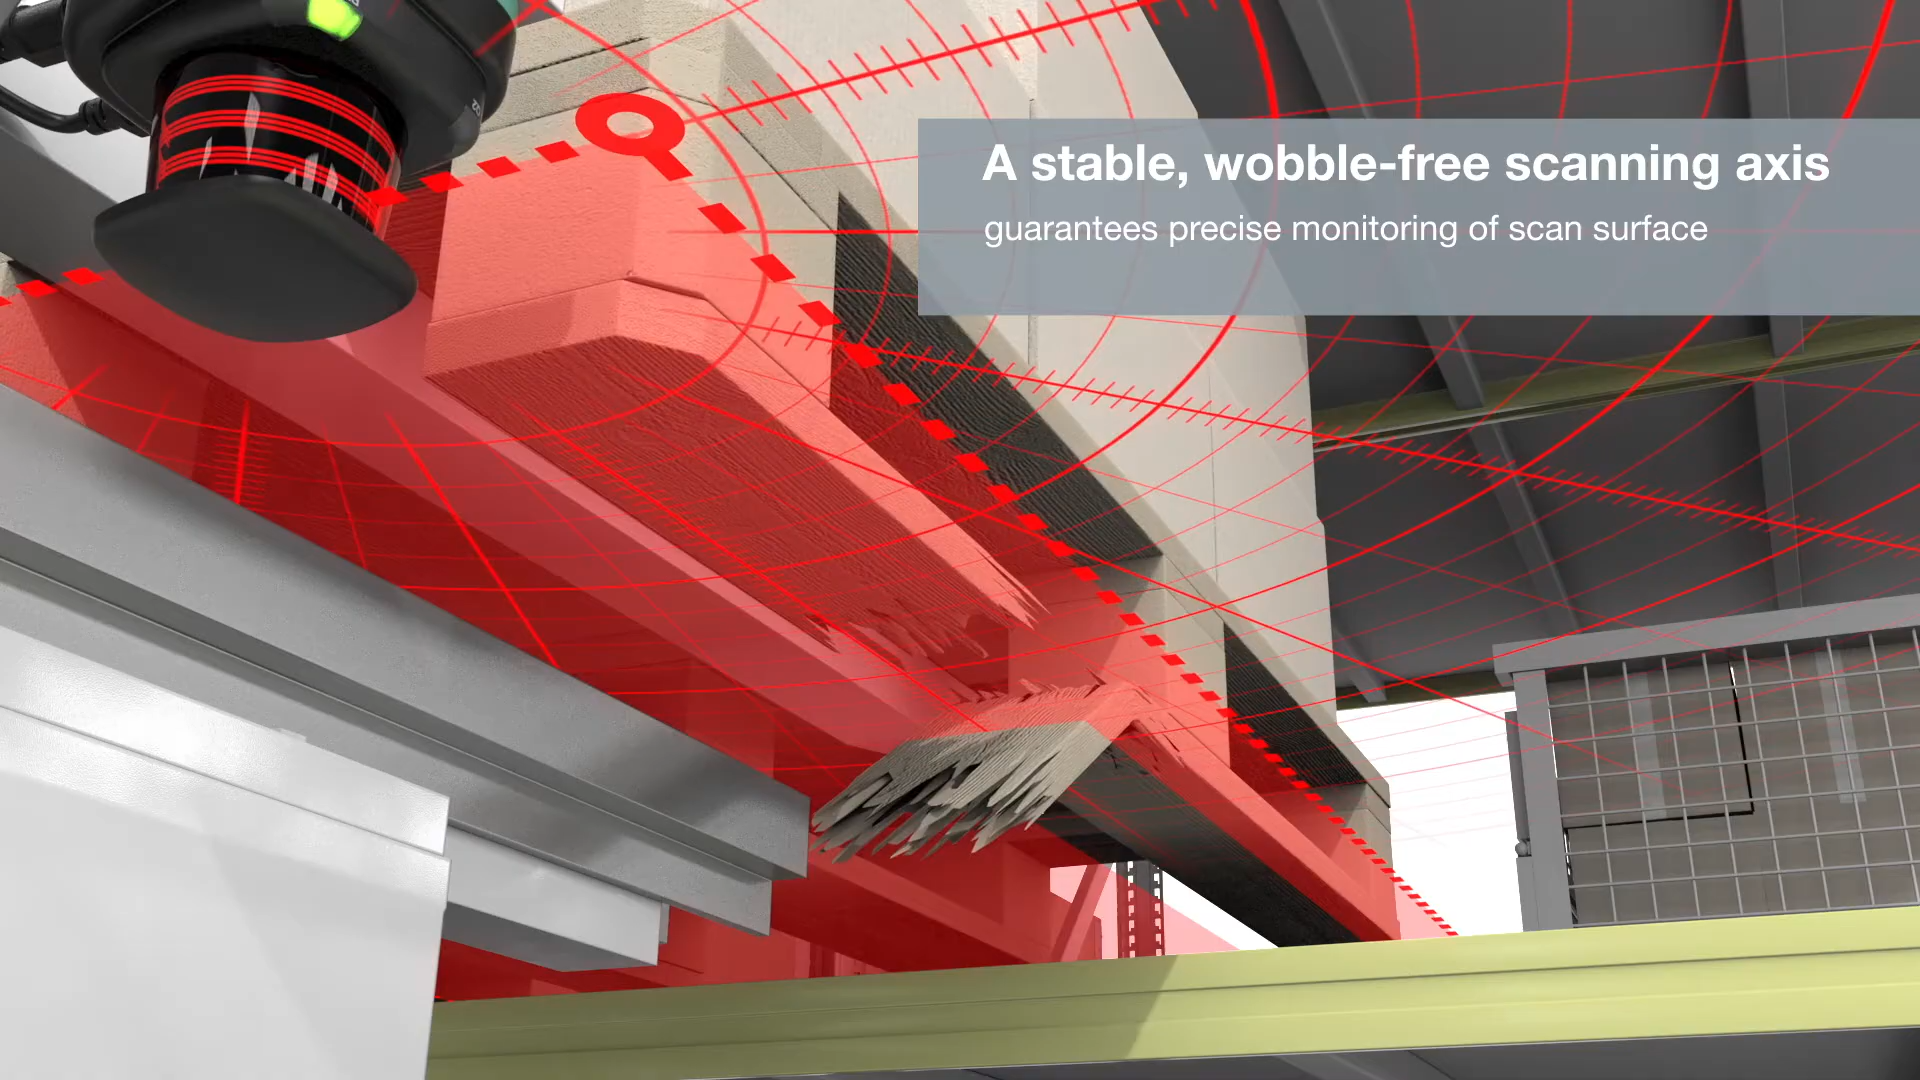 A stable, wobble-free scanning axis
guarantees precise monitoring of scan surface